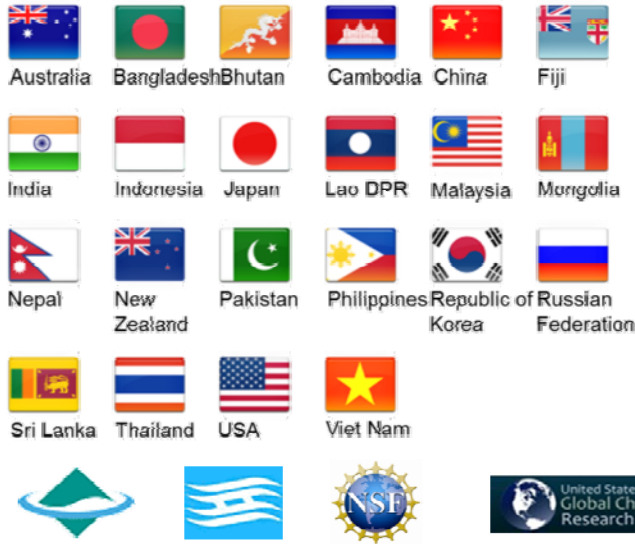 Australia Bangladesh Bhutan Cambodia China Fiji
India Indonesia Japan Lao DPR Malaysia Mongolia
Nepal New Pakistan Philippines Republic of Russian
Zealand Korea Federation
Sri Lanka Thailand USA Viet Nam
NSF
United State
Global Ch
Research